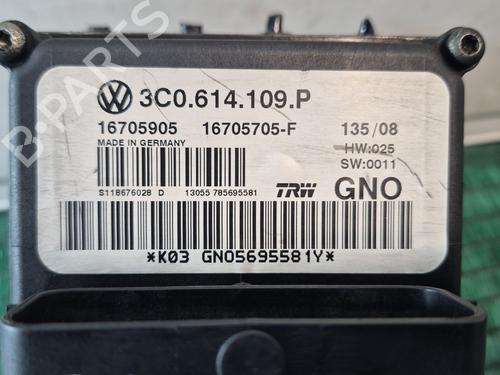 3C0.614.109.P
16705905 16705705-F 135/08
MADE IN GERMANY HW:025
SW:0011
S118676028 D 13055 785695581 TRW GNO
*K03 GNO5695581Y*
B-PARTS